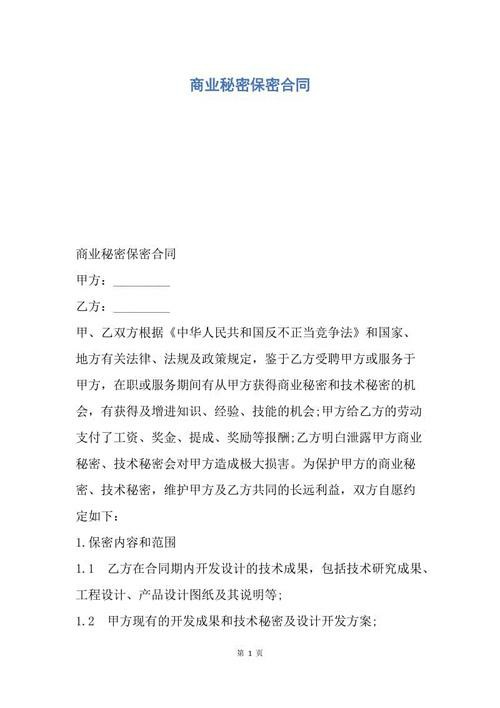 商业秘密保密合同
商业秘密保密合同
甲方：_________
乙方：_________
甲、乙双方根据《中华人民共和国反不正当竞争法》和国家、
地方有关法律、法规及政策规定，鉴于乙方受聘甲方或服务于
甲方，在职或服务期间有从甲方获得商业秘密和技术秘密的机
会，有获得及增进知识、经验、技能的机会;甲方给乙方的劳动
支付了工资、奖金、提成、奖励等报酬;乙方明白泄露甲方商业
秘密、技术秘密会对甲方造成极大损害。为保护甲方的商业秘
密、技术秘密，维护甲方及乙方共同的长远利益，双方自愿约
定如下：
1.保密内容和范围
1.1 乙方在合同期内开发设计的技术成果，包括技术研究成果、
工程设计、产品设计图纸及其说明等;
1.2 甲方现有的开发成果和技术秘密及设计开发方案;
第 1 页